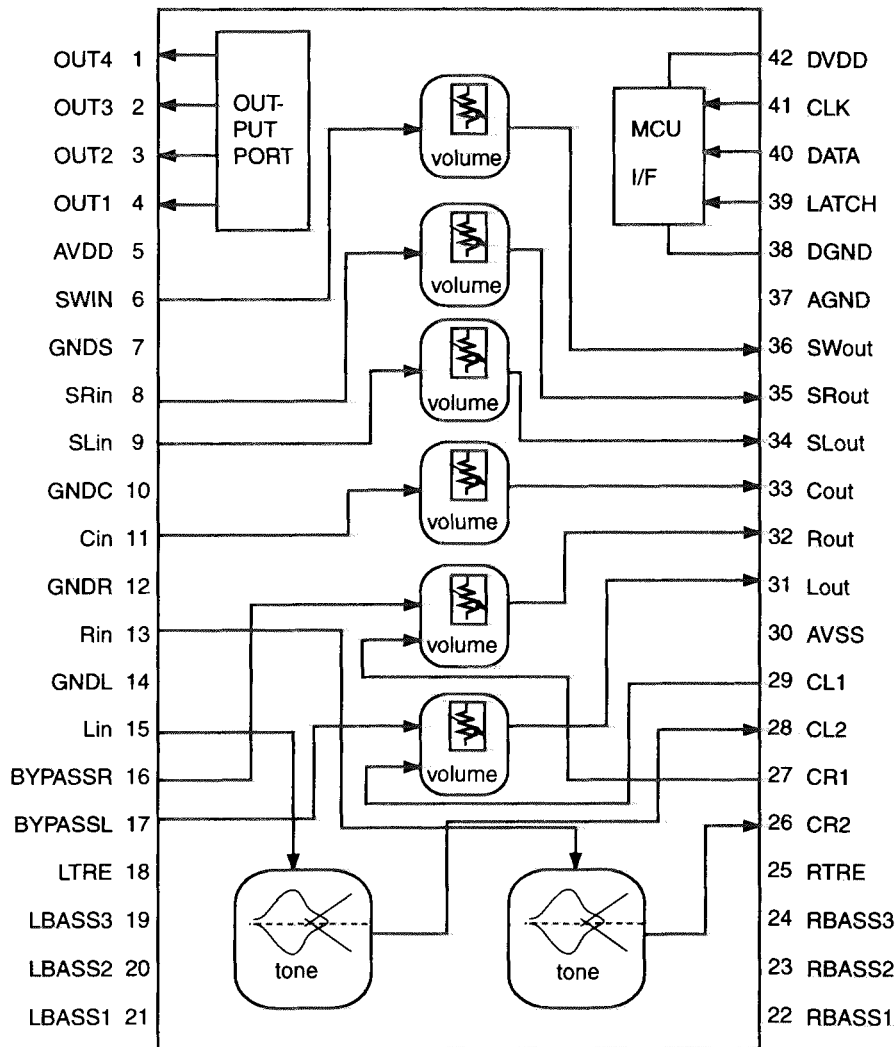 OUT4 1
OUT3 2
OUT2 3
OUT1 4
AVDD 5
SWIN 6
GNDS 7
SRin 8
SLin 9
GNDC 10
Cin 11
GNDR 12
Rin 13
GNDL 14
Lin 15
BYPASSR 16
BYPASSL 17
LTRE 18
LBASS3 19
LBASS2 20
LBASS1 21
OUT-
PUT
PORT
volume
volume
volume
volume
volume
volume
tone
tone
MCU
I/F
42 DVDD
41 CLK
40 DATA
39 LATCH
38 DGND
37 AGND
36 SWout
35 SRout
34 SLout
33 Cout
32 Rout
31 Lout
30 AVSS
29 CL1
28 CL2
27 CR1
26 CR2
25 RTRE
24 RBASS3
23 RBASS2
22 RBASS1